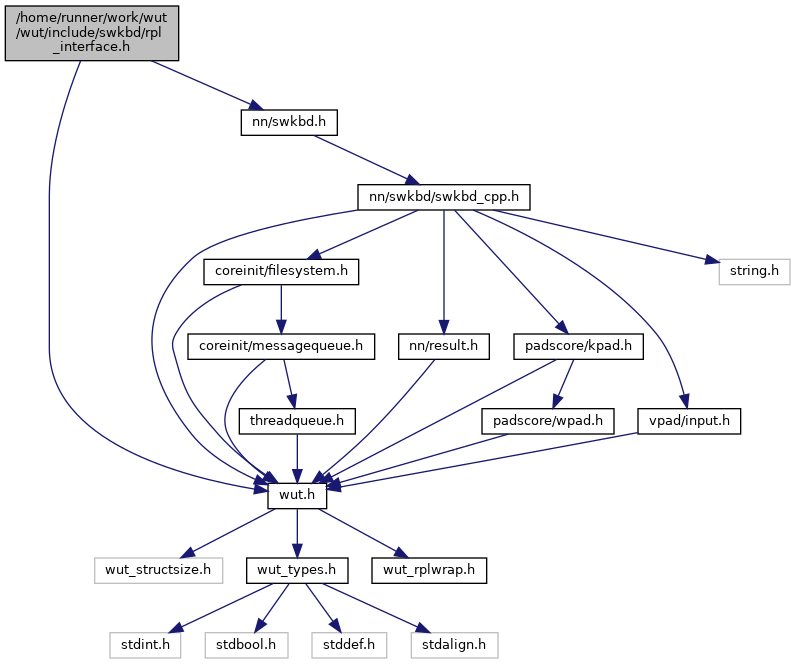 /home/runner/work/wut
/wut/include/swkbd/rpl
_interface.h
nn/swkbd.h
nn/swkbd/swkbd_cpp.h
coreinit/filesystem.h
string.h
coreinit/messagequeue.h
nn/result.h
padscore/kpad.h
threadqueue.h
padscore/wpad.h
vpad/input.h
wut.h
wut_structsize.h
wut_types.h
wut_rplwrap.h
stdint.h
stdbool.h
stddef.h
stdalign.h